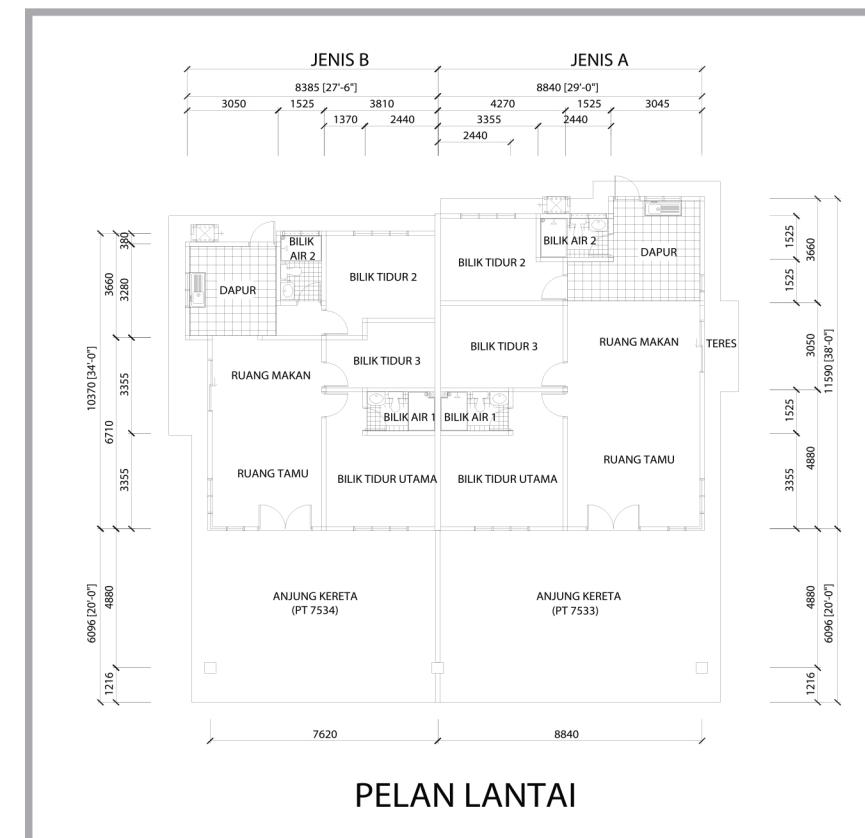 JENIS B JENIS A
8385 [27'-6"] 8840 [29'-0"]
3050 1525 3810 4270 1525 3045
1370 2440 3355 2440
2440
380
3660
3280
10370 [34'-0"]
3355
6710
3355
6096 [20'-0"]
4880
1216
BILIK
AIR 2
DAPUR
BILIK TIDUR 2
BILIK TIDUR 3
RUANG MAKAN
BILIK AIR 1
RUANG TAMU
BILIK TIDUR UTAMA
ANJUNG KERETA
(PT 7534)
BILIK AIR 2
DAPUR
BILIK TIDUR 2
BILIK TIDUR 3
RUANG MAKAN
TERES
BILIK AIR 1
RUANG TAMU
BILIK TIDUR UTAMA
ANJUNG KERETA
(PT 7533)
1525
3660
1525
3050
11590 [38'-0"]
1525
4880
3355
4880
6096 [20'-0"]
1216
7620 8840
PELAN LANTAI